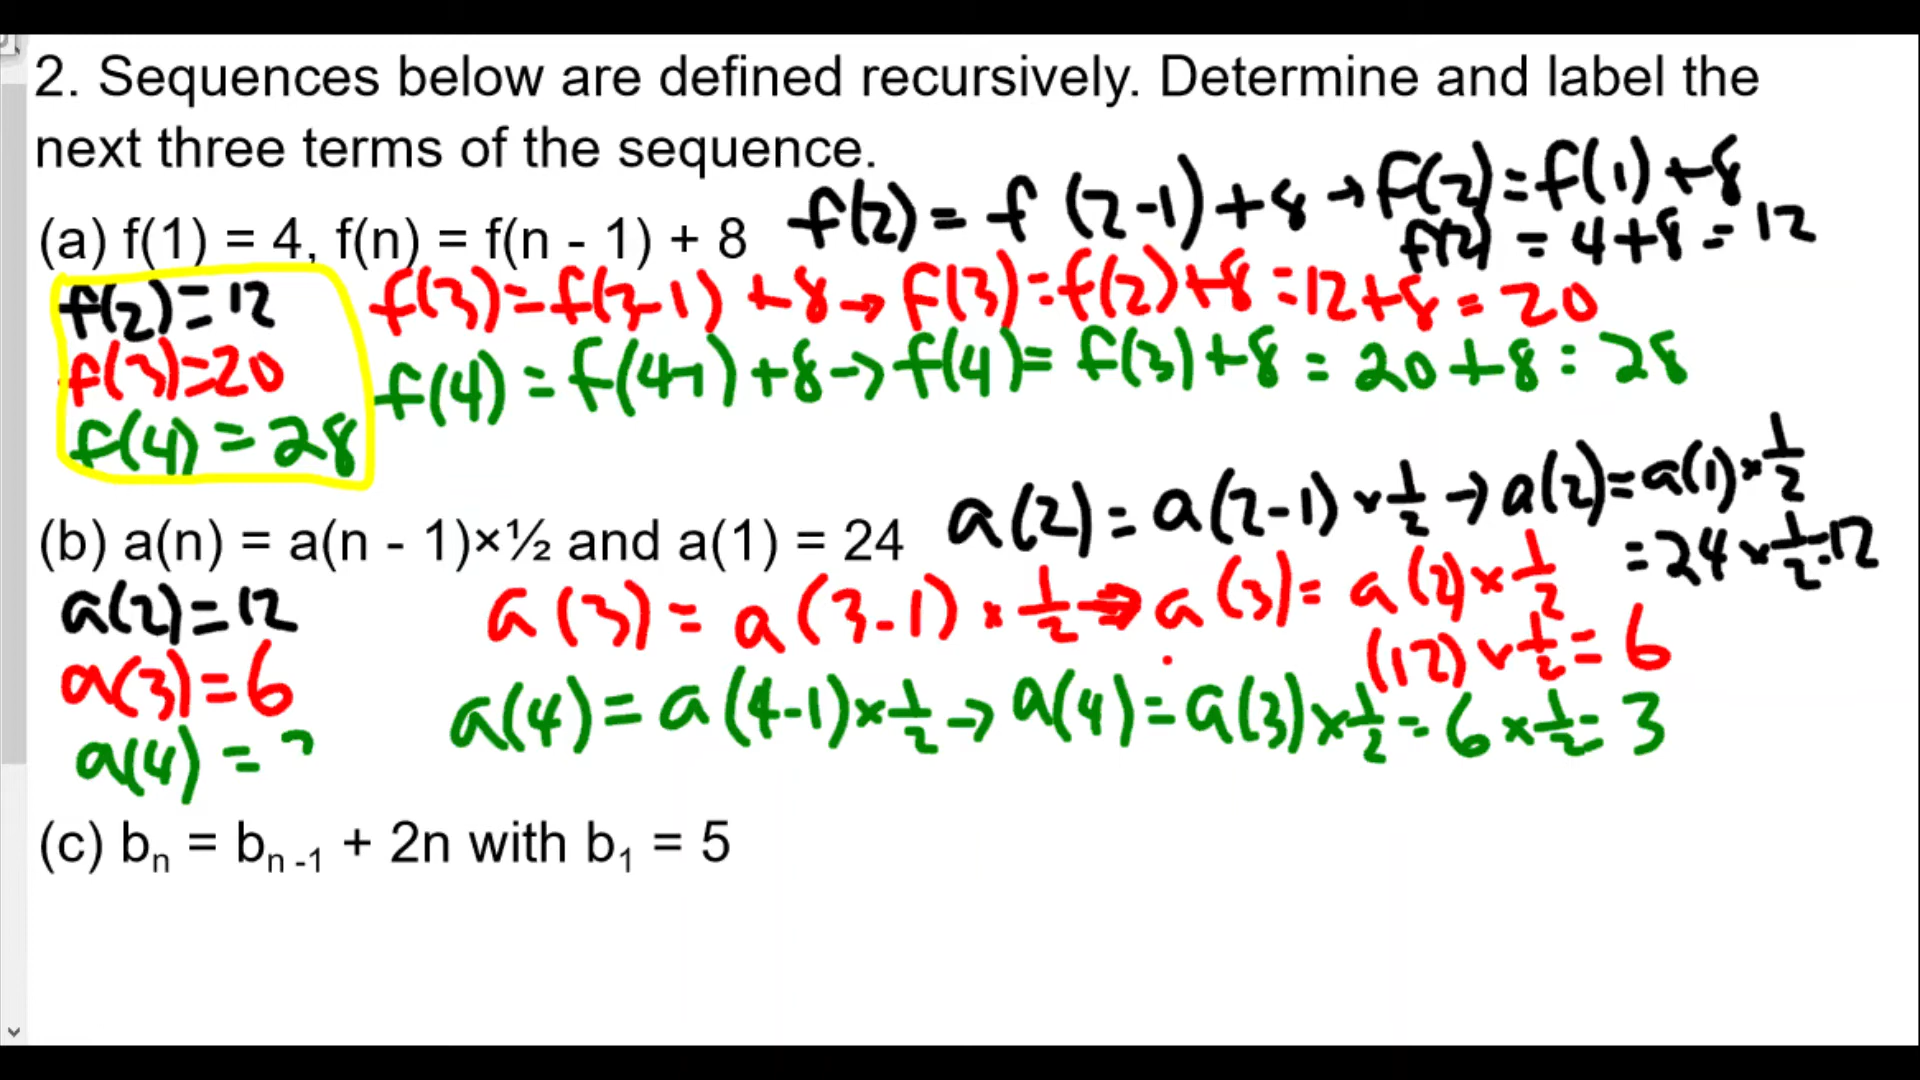 2. Sequences below are defined recursively. Determine and label the
next three terms of the sequence.
(a) f(1) = 4, f(n) = f(n - 1) + 8
f(2) = f(2-1)+8 → f(2) = f(1)+8
f(2) = 4+8 = 12
f(2)=12
f(3)=f(3-1) +8 → f(3)=f(2)+8 =12+8 = 20
f(3)=20
f(4) = f(4-1)+8 → f(4)= f(3)+8 = 20+8 = 28
f(4)=28
(b) a(n) = a(n - 1)×½ and a(1) = 24
a(2) = a(2-1) × 1/2 → a(2) = a(1) × 1/2
= 24 × 1/2 = 12
a(2)=12
a(3) = a(3-1) × 1/2 → a(3) = a(2) × 1/2
(12) × 1/2 = 6
a(3)=6
a(4) = a(4-1) × 1/2 → a(4) = a(3) × 1/2 = 6 × 1/2 = 3
a(4) =
(c) bₙ = bₙ ₋₁ + 2n with b₁ = 5